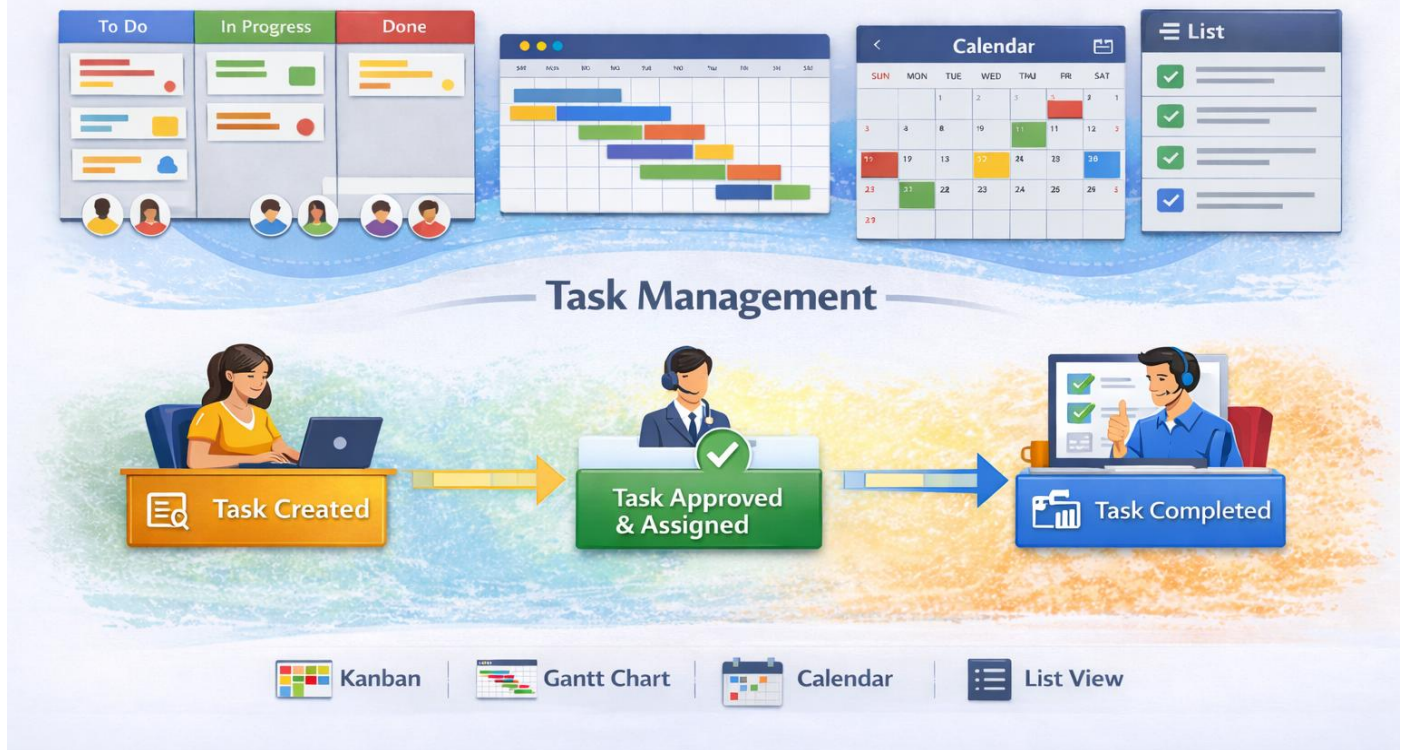 To Do In Progress Done
Calendar
List
SUN MON TUE WED THU FRI SAT
Task Management
Task Created
Task Approved
& Assigned
Task Completed
Kanban
Gantt Chart
Calendar
List View